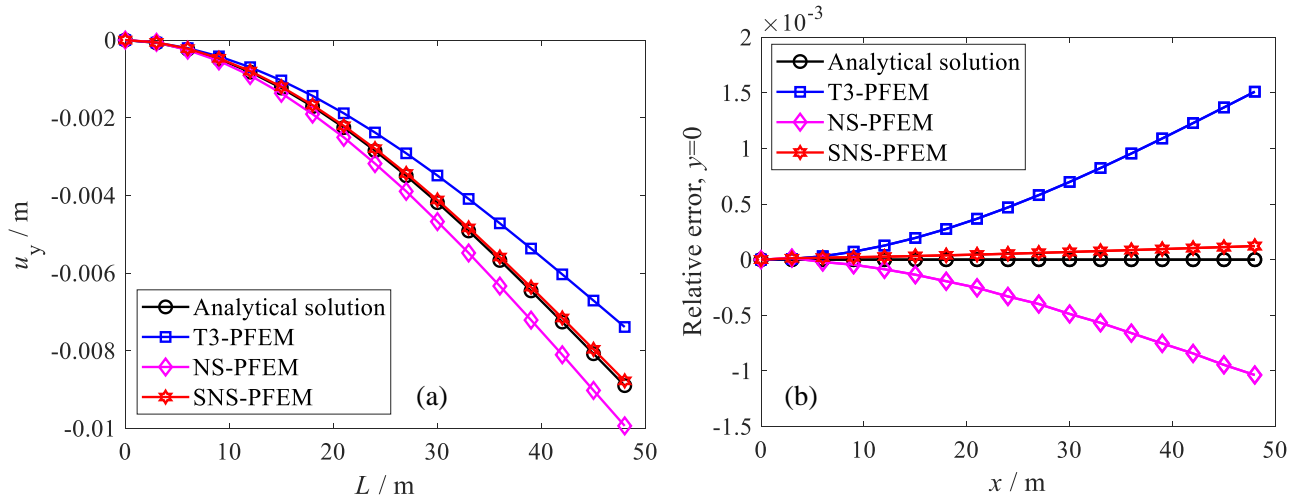 0
-0.002
-0.004
-0.006
-0.008
-0.01
u_y / m
Analytical solution
T3-PFEM
NS-PFEM
SNS-PFEM
(a)
0 10 20 30 40 50
L / m
×10⁻³
2
1.5
1
0.5
0
-0.5
-1
-1.5
Relative error, y=0
Analytical solution
T3-PFEM
NS-PFEM
SNS-PFEM
(b)
0 10 20 30 40 50
x / m